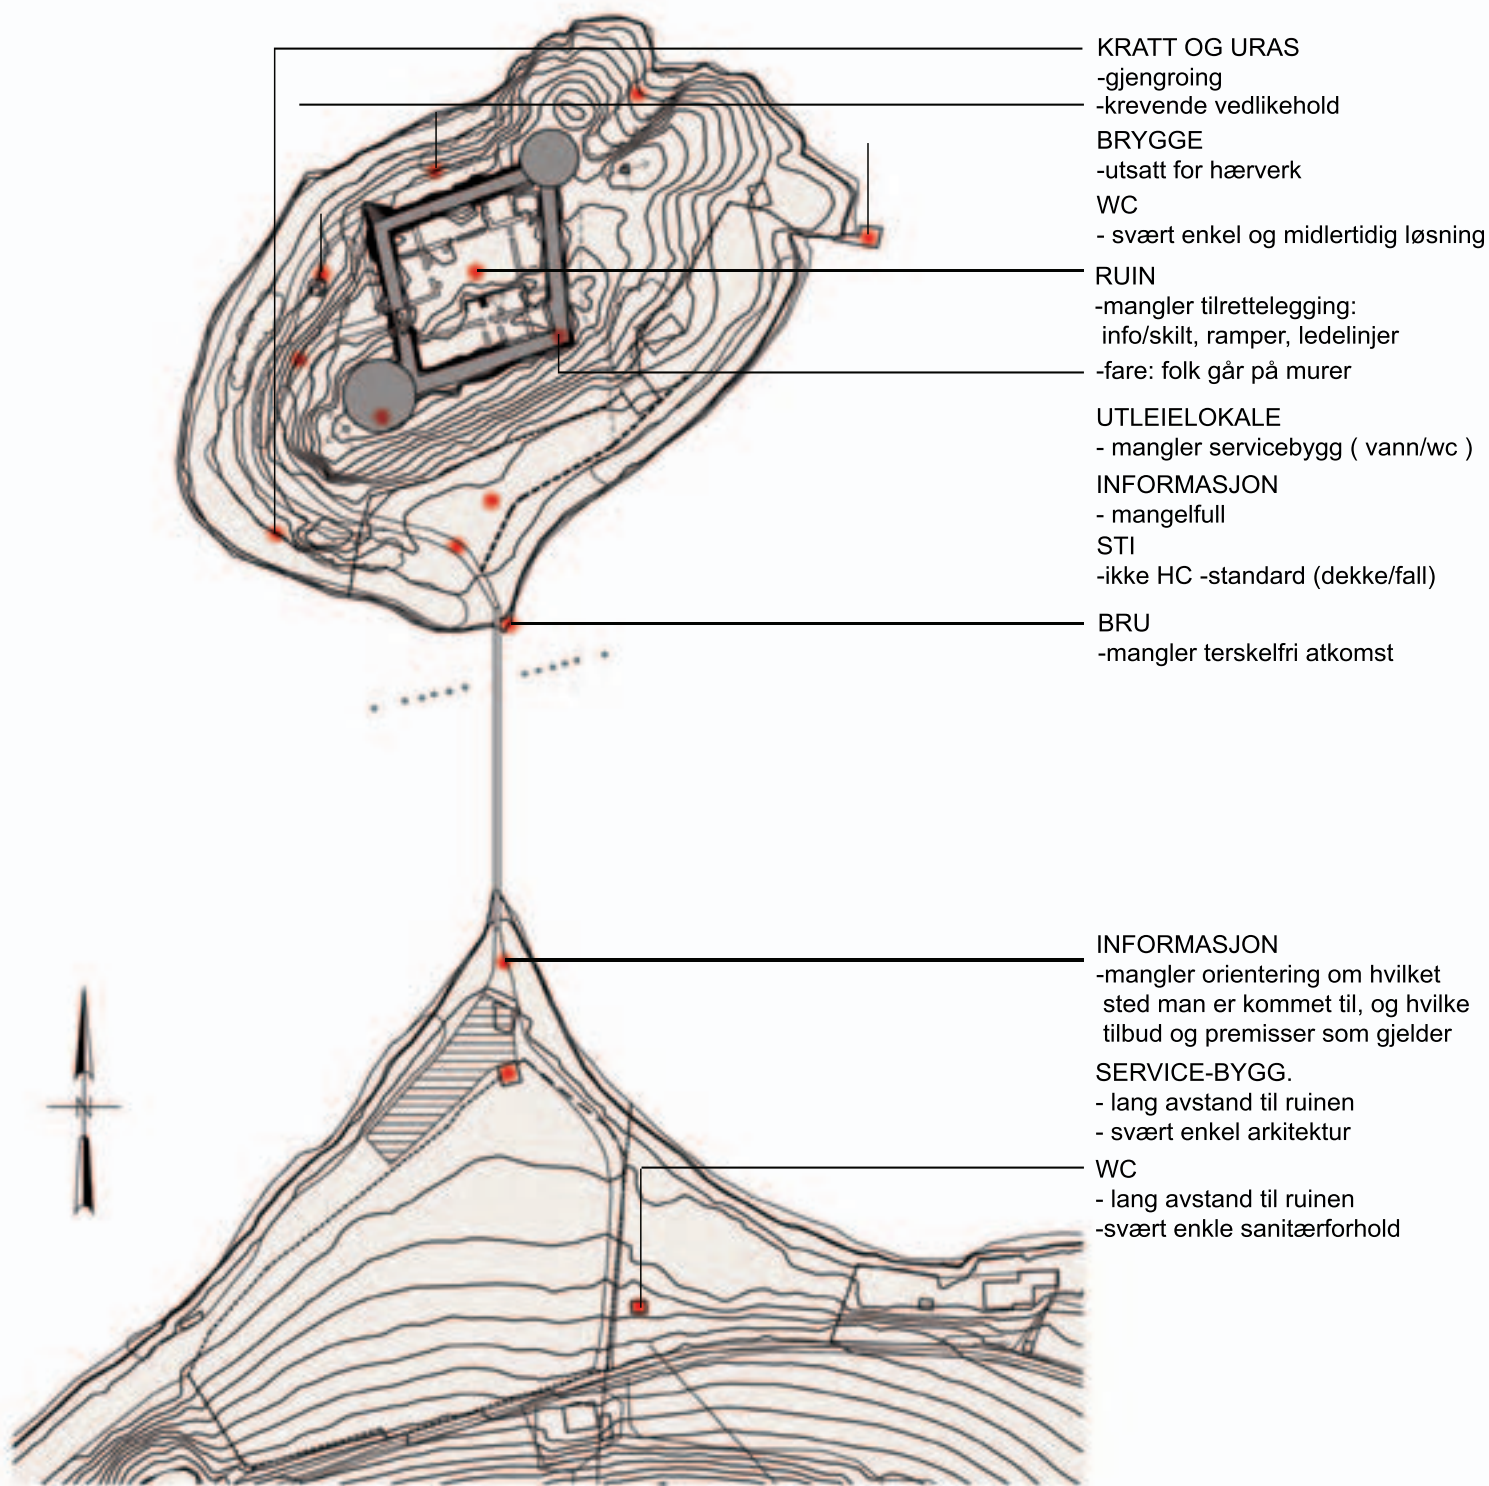 KRATT OG URAS
-gjengroing
-krevende vedlikehold
BRYGGE
-utsatt for hærverk
WC
- svært enkel og midlertidig løsning
RUIN
-mangler tilrettelegging:
info/skilt, ramper, ledelinjer
-fare: folk går på murer
UTLEIELOKALE
- mangler servicebygg ( vann/wc )
INFORMASJON
- mangelfull
STI
-ikke HC -standard (dekke/fall)
BRU
-mangler terskelfri atkomst
INFORMASJON
-mangler orientering om hvilket
sted man er kommet til, og hvilke
tilbud og premisser som gjelder
SERVICE-BYGG.
- lang avstand til ruinen
- svært enkel arkitektur
WC
- lang avstand til ruinen
-svært enkle sanitærforhold
N